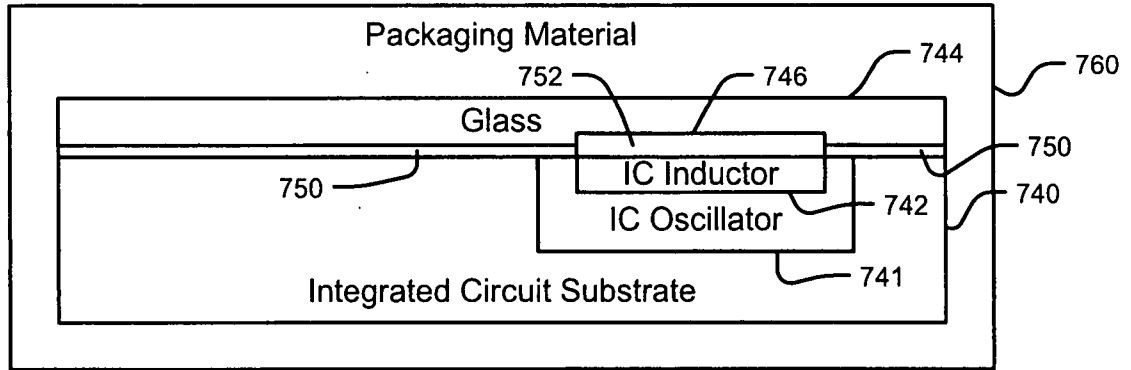 Packaging Material
744
760
752
746
Glass
750
750
IC Inductor
742
740
IC Oscillator
741
Integrated Circuit Substrate